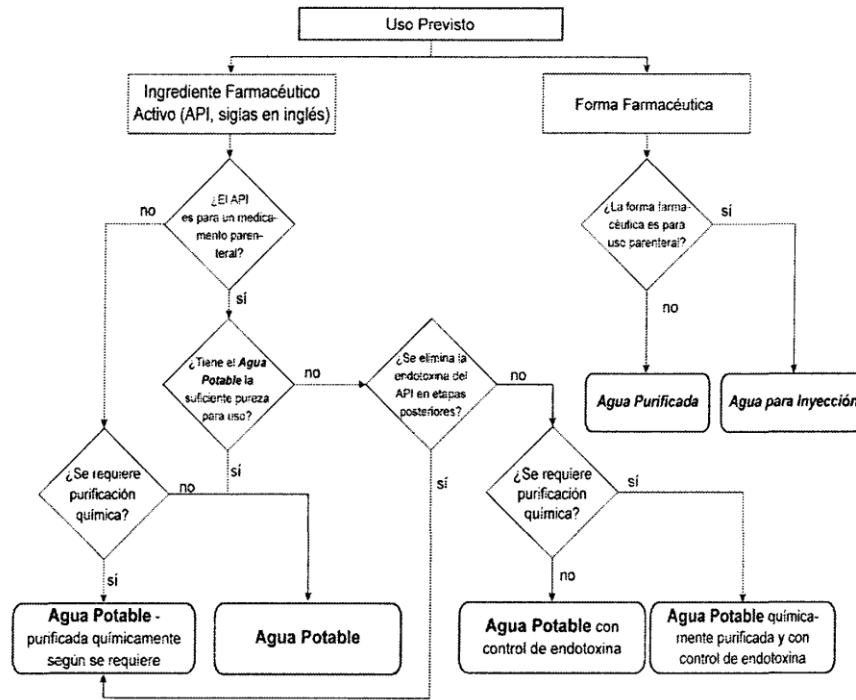 Uso Previsto
Ingrediente Farmacéutico
Activo (API, siglas en inglés)
Forma Farmacéutica
¿El API
es para un medica-
mento paren-
teral?
no
sí
¿La forma farma-
céutica es para
uso parenteral?
sí
no
¿Tiene el Agua
Potable la
suficiente pureza
para uso?
no
sí
¿Se elimina la
endotoxina del
API en etapas
posteriores?
no
sí
Agua Purificada
Agua para Inyección
¿Se requiere
purificación
química?
no
sí
¿Se requiere
purificación
química?
sí
no
Agua Potable -
purificada químicamente
según se requiere
Agua Potable
Agua Potable con
control de endotoxina
Agua Potable química-
mente purificada y con
control de endotoxina